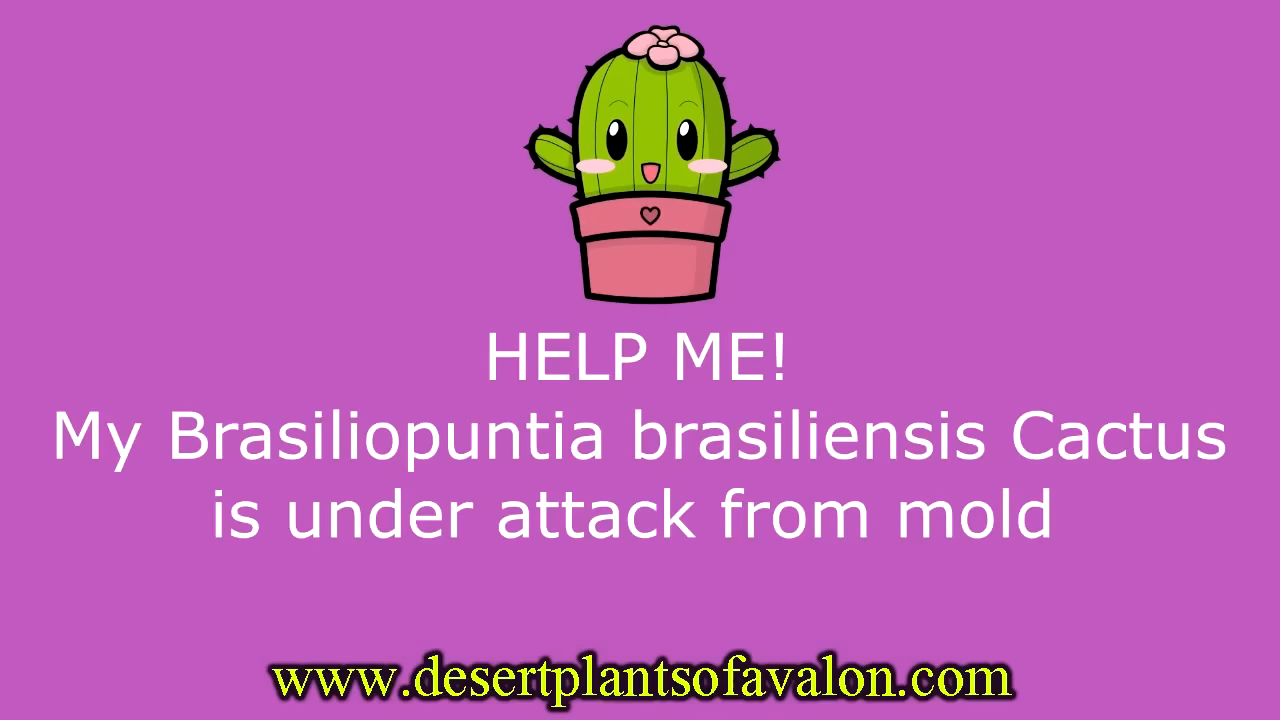 HELP ME!
My Brasiliopuntia brasiliensis Cactus
is under attack from mold
www.desertplantsofavalon.com